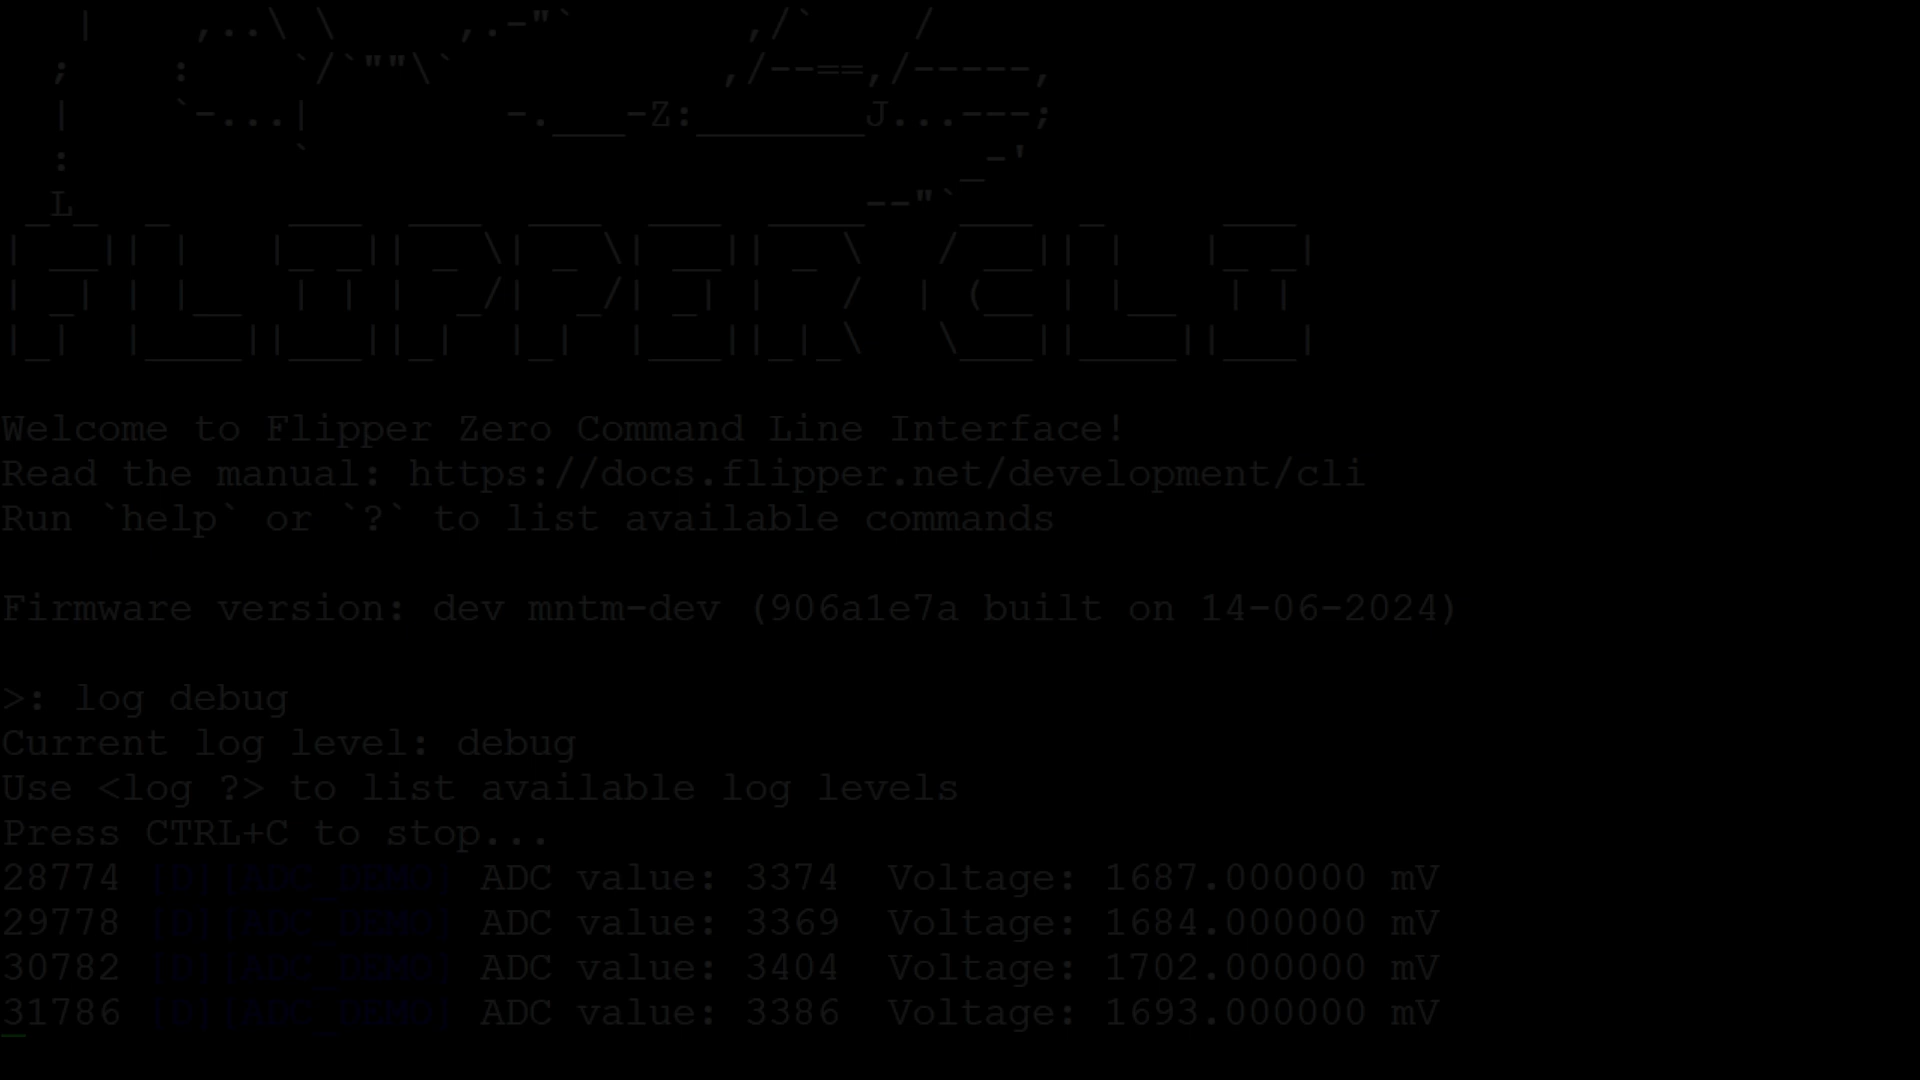 Welcome to Flipper Zero Command Line Interface!
Read the manual: https://docs.flipper.net/development/cli
Run `help` or `?` to list available commands
Firmware version: dev mntm-dev (906a1e7a built on 14-06-2024)
>: log debug
Current log level: debug
Use <log ?> to list available log levels
Press CTRL+C to stop...
28774 [D][ADC_DEMO] ADC value: 3374  Voltage: 1687.000000 mV
29778 [D][ADC_DEMO] ADC value: 3369  Voltage: 1684.000000 mV
30782 [D][ADC_DEMO] ADC value: 3404  Voltage: 1702.000000 mV
31786 [D][ADC_DEMO] ADC value: 3386  Voltage: 1693.000000 mV